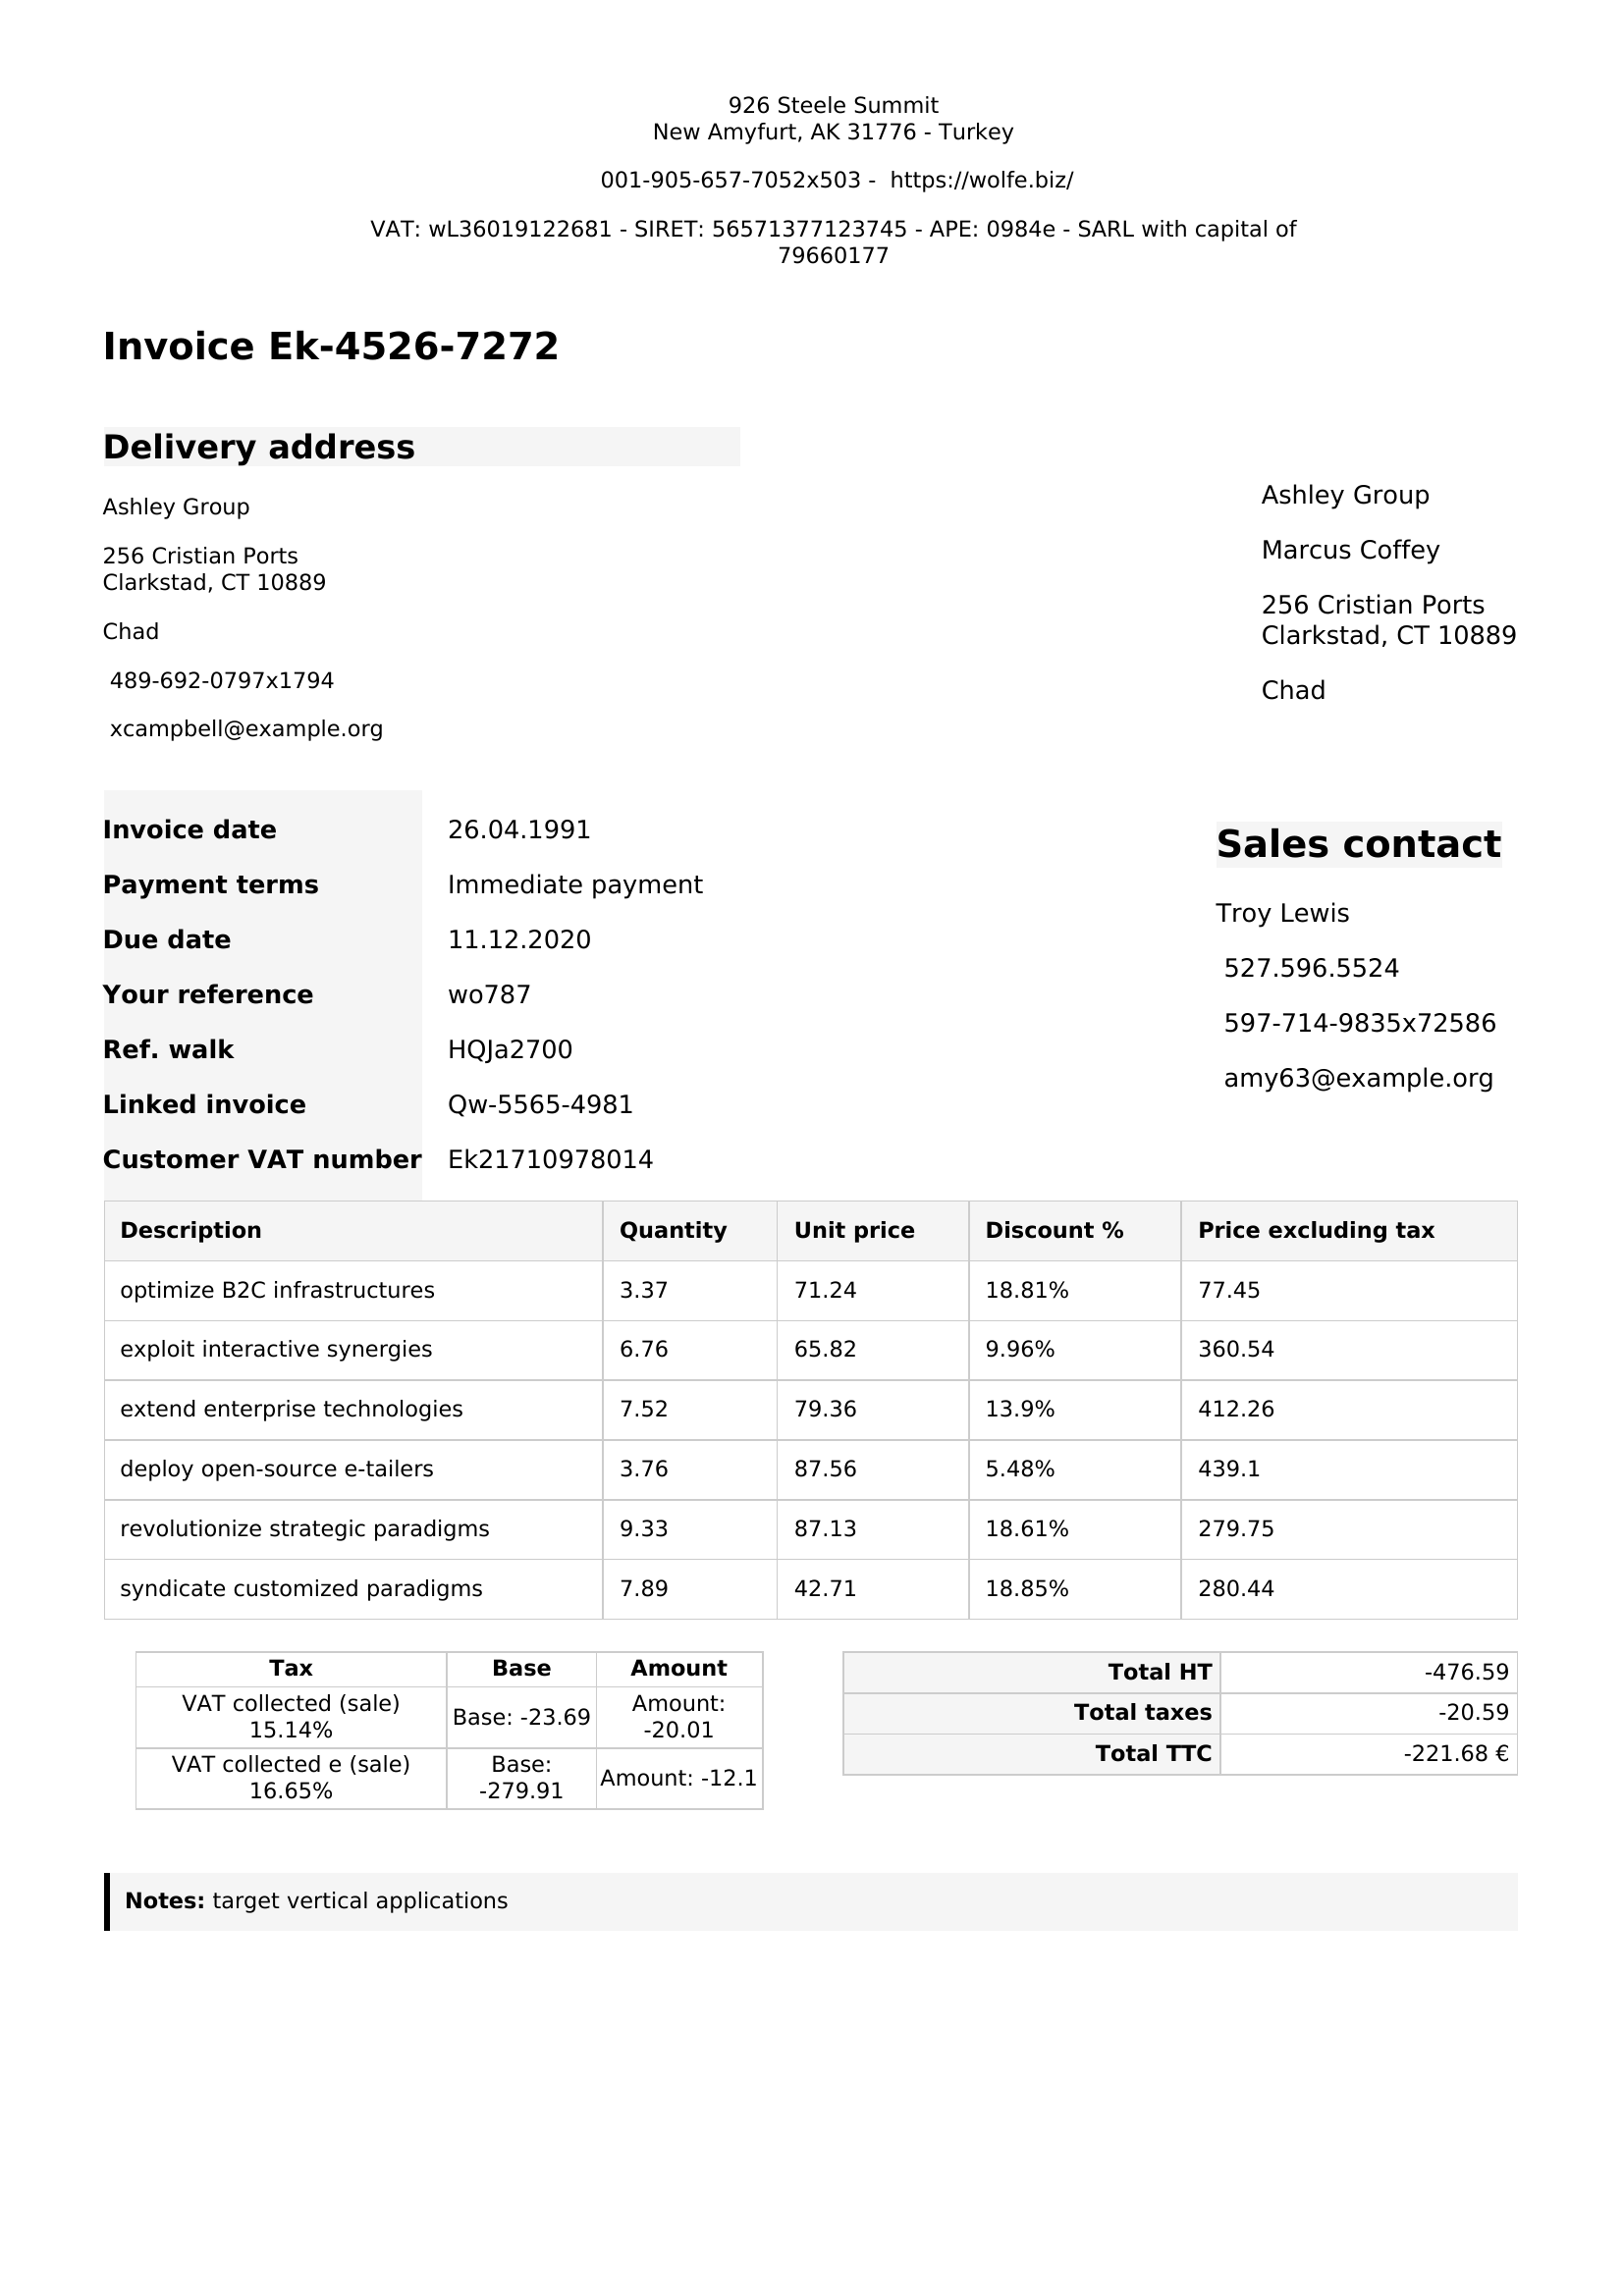 926 Steele Summit
New Amyfurt, AK 31776 - Turkey
001-905-657-7052x503 -  https://wolfe.biz/
VAT: wL36019122681 - SIRET: 56571377123745 - APE: 0984e - SARL with capital of
79660177
Invoice Ek-4526-7272
Delivery address
Ashley Group
256 Cristian Ports
Clarkstad, CT 10889
Chad
489-692-0797x1794
xcampbell@example.org
Ashley Group
Marcus Coffey
256 Cristian Ports
Clarkstad, CT 10889
Chad
Invoice date 26.04.1991
Payment terms Immediate payment
Due date 11.12.2020
Your reference wo787
Ref. walk HQJa2700
Linked invoice Qw-5565-4981
Customer VAT number Ek21710978014
Sales contact
Troy Lewis
527.596.5524
597-714-9835x72586
amy63@example.org
Description Quantity Unit price Discount % Price excluding tax
optimize B2C infrastructures 3.37 71.24 18.81% 77.45
exploit interactive synergies 6.76 65.82 9.96% 360.54
extend enterprise technologies 7.52 79.36 13.9% 412.26
deploy open-source e-tailers 3.76 87.56 5.48% 439.1
revolutionize strategic paradigms 9.33 87.13 18.61% 279.75
syndicate customized paradigms 7.89 42.71 18.85% 280.44
Tax Base Amount
VAT collected (sale)
15.14%
Base: -23.69
Amount:
-20.01
VAT collected e (sale)
16.65%
Base:
-279.91
Amount: -12.1
Total HT -476.59
Total taxes -20.59
Total TTC -221.68 €
Notes: target vertical applications